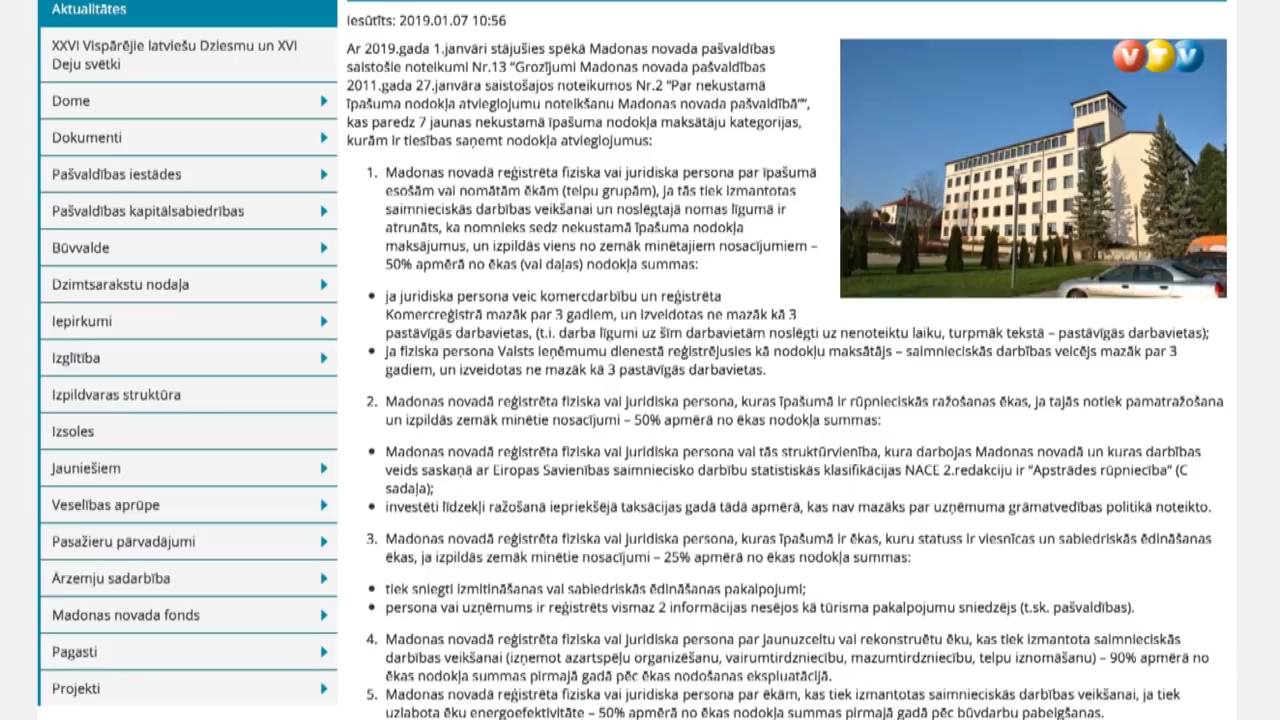 Aktualitātes
XXVI Vispārējie latviešu Dziesmu un XVI
Deju svētki
Dome
Dokumenti
Pašvaldības iestādes
Pašvaldības kapitālsabiedrības
Būvvalde
Dzimtsarakstu nodaļa
Iepirkumi
Izglītība
Izpildvaras struktūra
Izsoles
Jauniešiem
Veselības aprūpe
Pasažieru pārvadājumi
Ārzemju sadarbība
Madonas novada fonds
Pagasti
Projekti
Iesūtīts: 2019.01.07 10:56
Ar 2019.gada 1.janvāri stājušies spēkā Madonas novada pašvaldības
saistošie noteikumi Nr.13 “Grozījumi Madonas novada pašvaldības
2011.gada 27.janvāra saistošajos noteikumos Nr.2 “Par nekustamā
īpašuma nodokļa atvieglojumu noteikšanu Madonas novada pašvaldībā””,
kas paredz 7 jaunas nekustamā īpašuma nodokļa maksātāju kategorijas,
kurām ir tiesības saņemt nodokļa atvieglojumus:
1. Madonas novadā reģistrēta fiziska vai juridiska persona par īpašumā
esošām vai nomātām ēkām (telpu grupām), ja tās tiek izmantotas
saimnieciskās darbības veikšanai un noslēgtajā nomas līgumā ir
atrunāts, ka nomnieks sedz nekustamā īpašuma nodokļa
maksājumus, un izpildās viens no zemāk minētajiem nosacījumiem –
50% apmērā no ēkas (vai daļas) nodokļa summas:
• ja juridiska persona veic komercdarbību un reģistrēta
Komercreģistrā mazāk par 3 gadiem, un izveidotas ne mazāk kā 3
pastāvīgās darbavietas, (t.i. darba līgumi uz šīm darbavietām noslēgti uz nenoteiktu laiku, turpmāk tekstā – pastāvīgās darbavietas);
• ja fiziska persona Valsts ieņēmumu dienestā reģistrējusies kā nodokļu maksātājs – saimnieciskās darbības veicējs mazāk par 3
gadiem, un izveidotas ne mazāk kā 3 pastāvīgās darbavietas.
2. Madonas novadā reģistrēta fiziska vai juridiska persona, kuras īpašumā ir rūpnieciskās ražošanas ēkas, ja tajās notiek pamatražošana
un izpildās zemāk minētie nosacījumi – 50% apmērā no ēkas nodokļa summas:
• Madonas novadā reģistrēta fiziska vai juridiska persona vai tās struktūrvienība, kura darbojas Madonas novadā un kuras darbības
veids saskaņā ar Eiropas Savienības saimniecisko darbību statistiskās klasifikācijas NACE 2.redakciju ir “Apstrādes rūpniecība” (C
sadaļa);
• investēti līdzekļi ražošanā iepriekšējā taksācijas gadā tādā apmērā, kas nav mazāks par uzņēmuma grāmatvedības politikā noteikto.
3. Madonas novadā reģistrēta fiziska vai juridiska persona, kuras īpašumā ir ēkas, kuru statuss ir viesnīcas un sabiedriskās ēdināšanas
ēkas, ja izpildās zemāk minētie nosacījumi – 25% apmērā no ēkas nodokļa summas:
• tiek sniegti izmitināšanas vai sabiedriskās ēdināšanas pakalpojumi;
• persona vai uzņēmums ir reģistrēts vismaz 2 informācijas nesējos kā tūrisma pakalpojumu sniedzējs (t.sk. pašvaldības).
4. Madonas novadā reģistrēta fiziska vai juridiska persona par jaunuzceltu vai rekonstruētu ēku, kas tiek izmantota saimnieciskās
darbības veikšanai (izņemot azartspēļu organizēšanu, vairumtirdzniecību, mazumtirdzniecību, telpu iznomāšanu) – 90% apmērā no
ēkas nodokļa summas pirmajā gadā pēc ēkas nodošanas ekspluatācijā.
5. Madonas novadā reģistrēta fiziska vai juridiska persona par ēkām, kas tiek izmantotas saimnieciskās darbības veikšanai, ja tiek
uzlabota ēku energoefektivitāte – 50% apmērā no ēkas nodokļa summas pirmajā gadā pēc būvdarbu pabeigšanas.
VTV